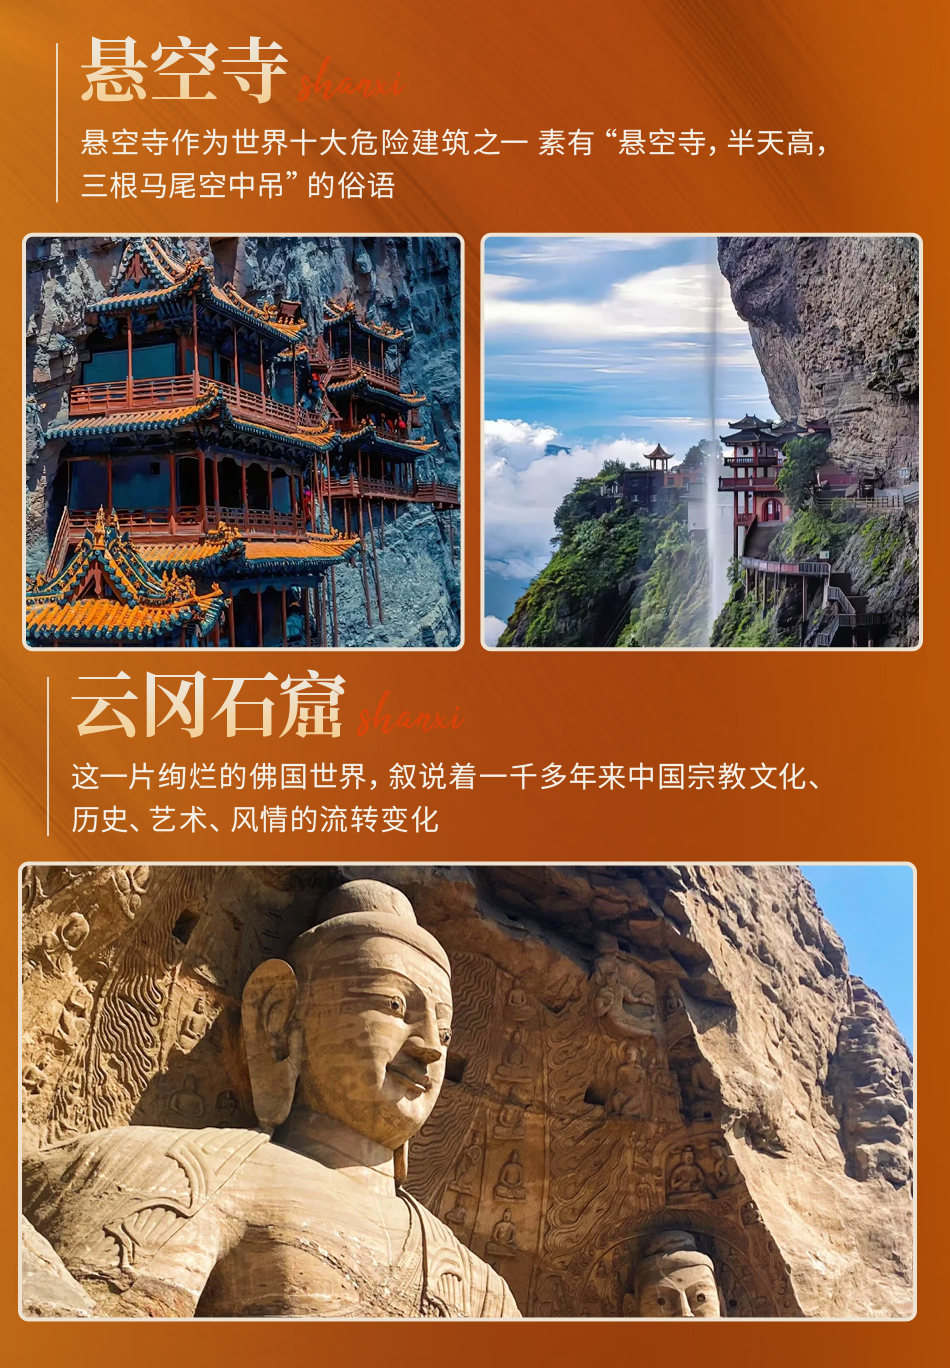 悬空寺 shanxi
悬空寺作为世界十大危险建筑之一 素有“悬空寺，半天高，
三根马尾空中吊”的俗语
云冈石窟 shanxi
这一片绚烂的佛国世界，叙说着一千多年来中国宗教文化、
历史、艺术、风情的流转变化